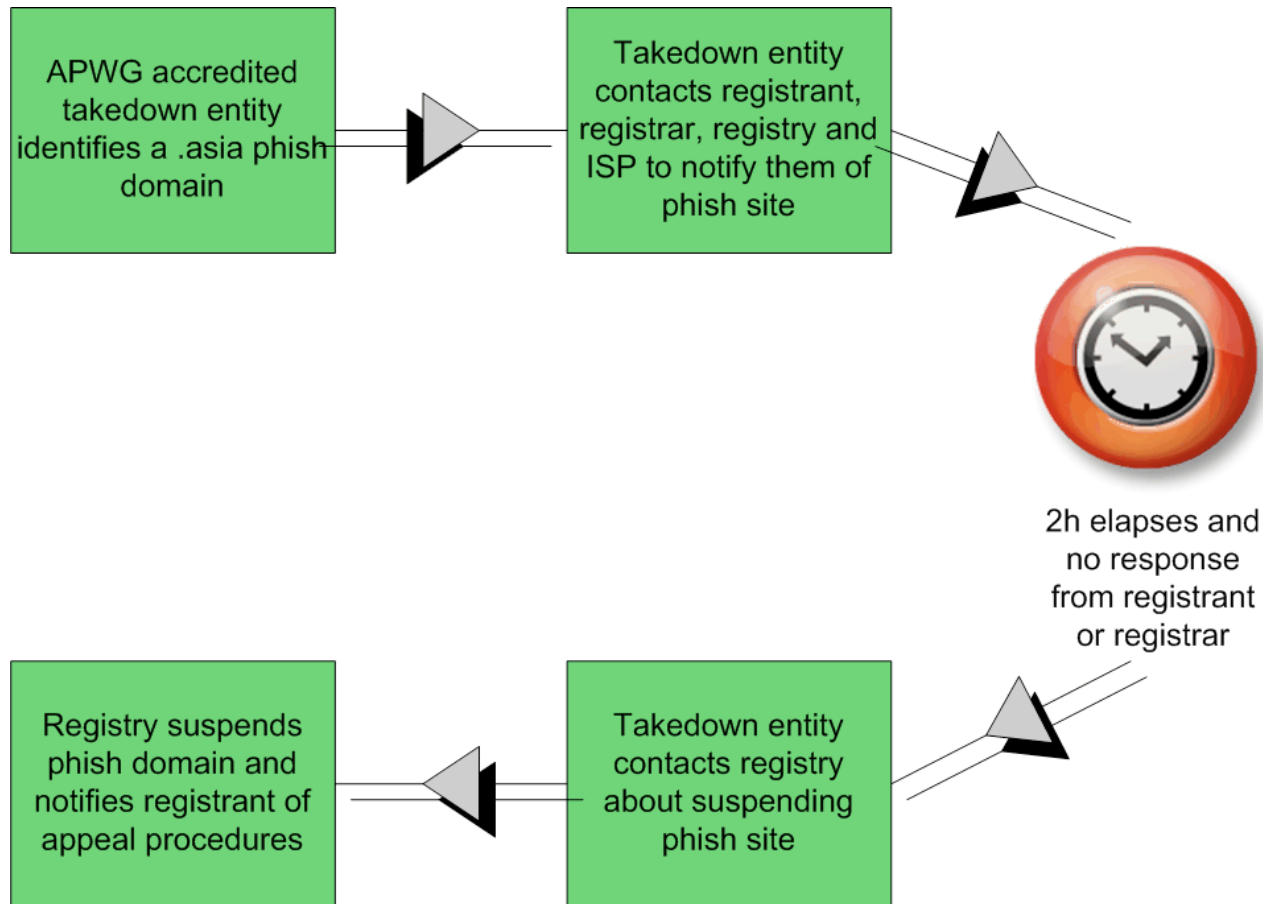 APWG accredited
takedown entity
identifies a .asia phish
domain
Takedown entity
contacts registrant,
registrar, registry and
ISP to notify them of
phish site
2h elapses and
no response
from registrant
or registrar
Takedown entity
contacts registry
about suspending
phish site
Registry suspends
phish domain and
notifies registrant of
appeal procedures